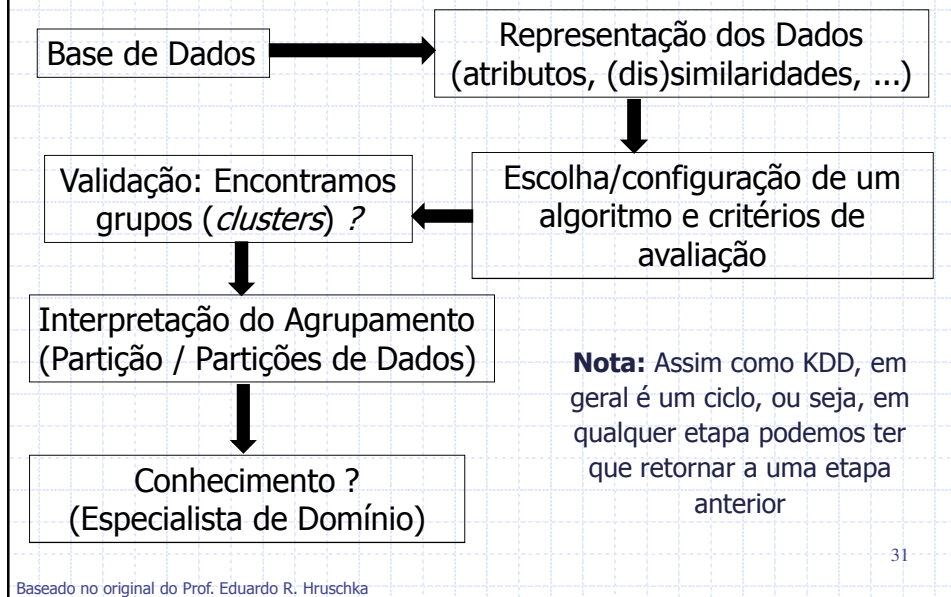 Base de Dados
Representação dos Dados
(atributos, (dis)similaridades, ...)
Escolha/configuração de um
algoritmo e critérios de
avaliação
Validação: Encontramos
grupos (clusters) ?
Interpretação do Agrupamento
(Partição / Partições de Dados)
Conhecimento ?
(Especialista de Domínio)
Nota: Assim como KDD, em
geral é um ciclo, ou seja, em
qualquer etapa podemos ter
que retornar a uma etapa
anterior
31
Baseado no original do Prof. Eduardo R. Hruschka